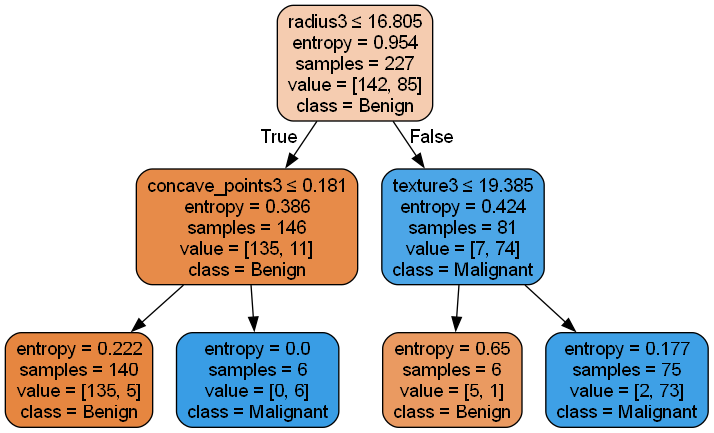 radius3 ≤ 16.805
entropy = 0.954
samples = 227
value = [142, 85]
class = Benign
True
False
concave_points3 ≤ 0.181
entropy = 0.386
samples = 146
value = [135, 11]
class = Benign
texture3 ≤ 19.385
entropy = 0.424
samples = 81
value = [7, 74]
class = Malignant
entropy = 0.222
samples = 140
value = [135, 5]
class = Benign
entropy = 0.0
samples = 6
value = [0, 6]
class = Malignant
entropy = 0.65
samples = 6
value = [5, 1]
class = Benign
entropy = 0.177
samples = 75
value = [2, 73]
class = Malignant